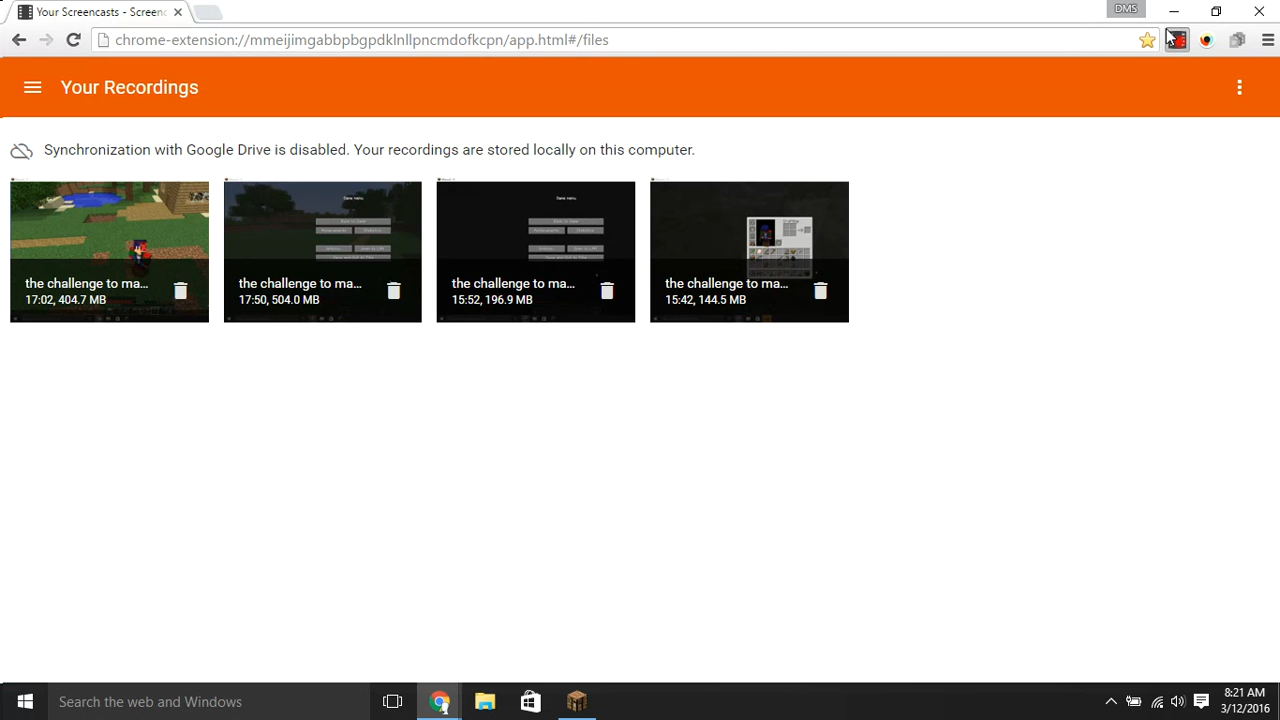 Your Screencasts - Screenc
DMS
chrome-extension://mmeijimgabbpbgpdklnllpncmdofkcpn/app.html#/files
Your Recordings
Synchronization with Google Drive is disabled. Your recordings are stored locally on this computer.
the challenge to ma...
17:02, 404.7 MB
the challenge to ma...
17:50, 504.0 MB
the challenge to ma...
15:52, 196.9 MB
the challenge to ma...
15:42, 144.5 MB
Search the web and Windows
8:21 AM
3/12/2016